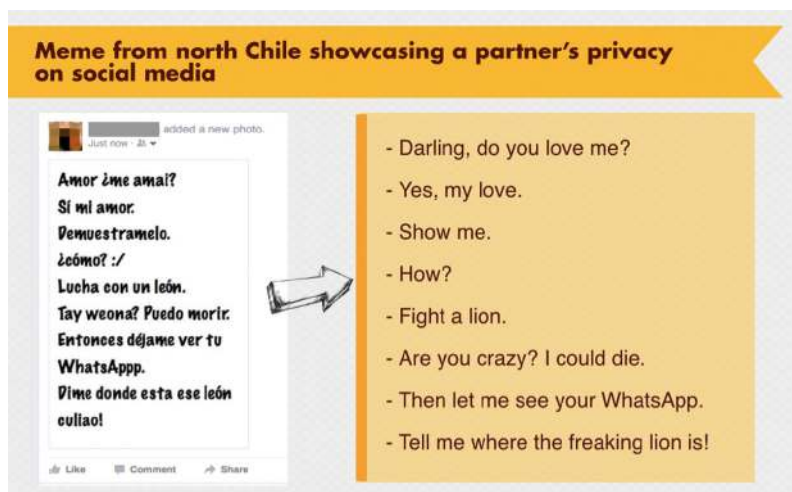 Meme from north Chile showcasing a partner's privacy
on social media
added a new photo.
Just now
Amor ¿me amai?
Sí mi amor.
Demuestramelo.
¿cómo? :/
Lucha con un león.
Tay weona? Puedo morir.
Entonces déjame ver tu
WhatsAppp.
Dime donde esta ese león
culiao!
Like Comment Share
- Darling, do you love me?
- Yes, my love.
- Show me.
- How?
- Fight a lion.
- Are you crazy? I could die.
- Then let me see your WhatsApp.
- Tell me where the freaking lion is!